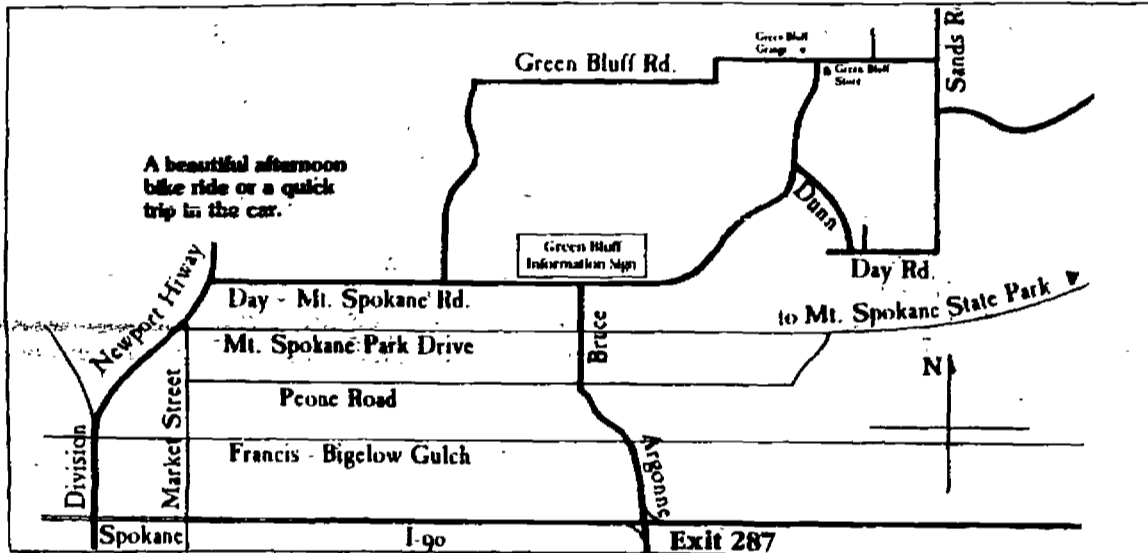 Green Bluff
Grange
Green Bluff Rd.
Green Bluff
Store
Sands R
A beautiful afternoon
bike ride or a quick
trip in the car.
Dunn
Green Bluff
Information Sign
Newport Hiway
Day Rd.
Day - Mt. Spokane Rd.
to Mt. Spokane State Park
Mt. Spokane Park Drive
Bruce
N
Peone Road
Market Street
Division
Francis - Bigelow Gulch
Argonne
Spokane
I-90
Exit 287